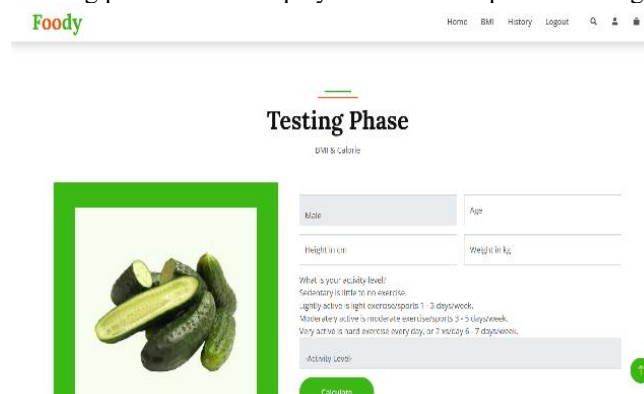 Foody
Home BMI History Logout
Testing Phase
BMI & Calorie
Male
Age
Height in cm
Weight in kg
What is your activity level?
Sedentary is little to no exercise.
Lightly active is light exercise/sports 1 - 3 days/week.
Moderately active is moderate exercise/sports 3 - 5 days/week.
Very active is hard exercise every day, or 2 xs/day 6 - 7 days/week.
-Activity Level-
Calculate